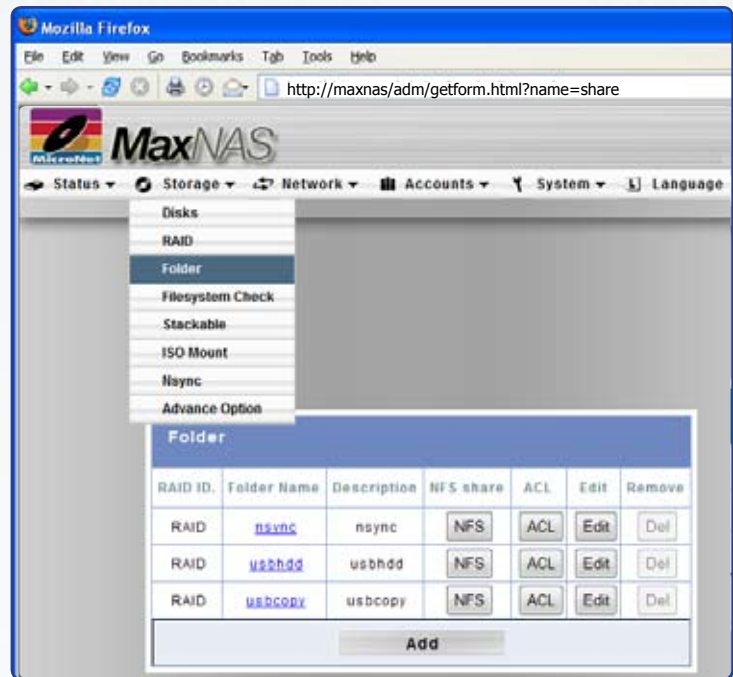 Mozilla Firefox
File Edit View Go Bookmarks Tab Tools Help
http://maxnas/adm/getform.html?name=share
MicroNet
MaxNAS
Status Storage Network Accounts System Language
Disks
RAID
Folder
Filesystem Check
Stackable
ISO Mount
Nsync
Advance Option
Folder
RAID ID. Folder Name Description NFS share ACL Edit Remove
RAID nsync nsync NFS ACL Edit Del
RAID usbhdd usbhdd NFS ACL Edit Del
RAID usbcopy usbcopy NFS ACL Edit Del
Add